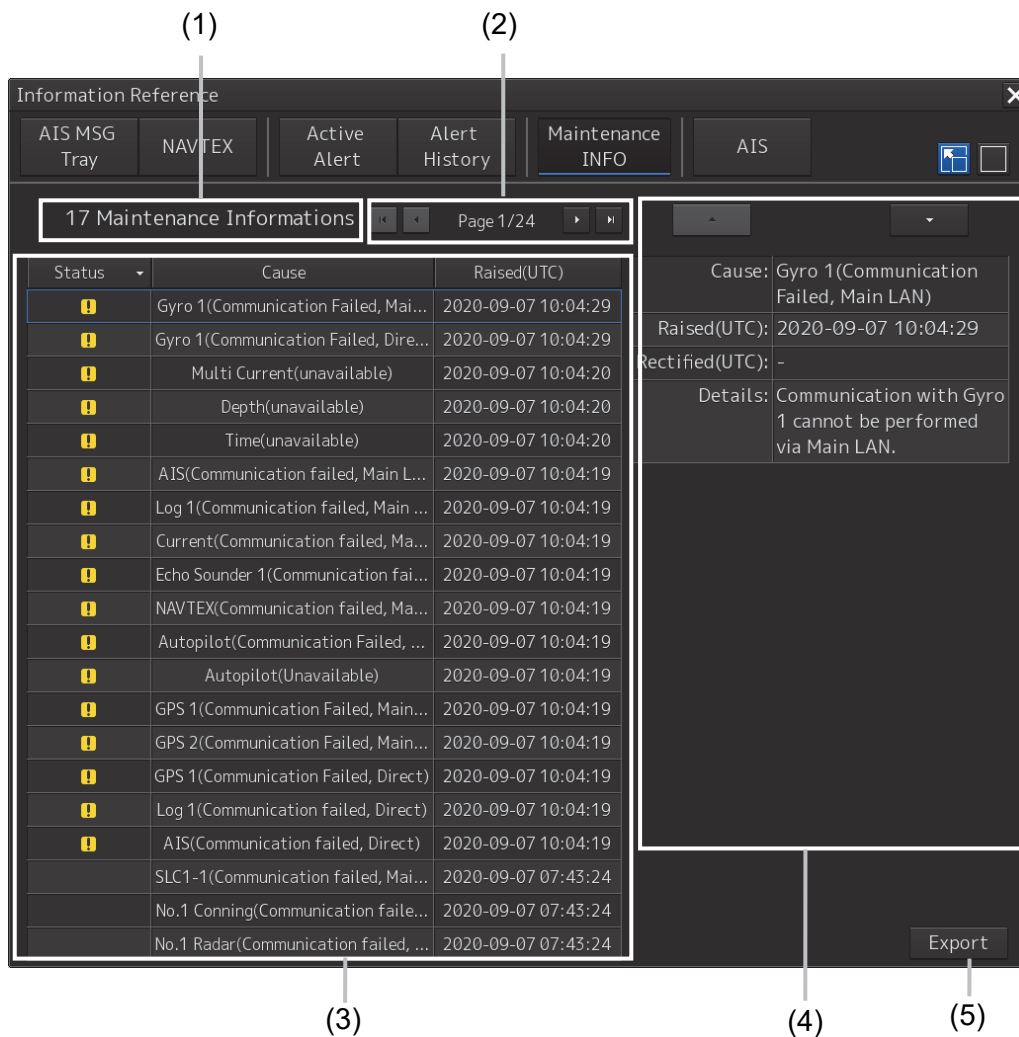 (1)
(2)
Information Reference
AIS MSG Tray
NAVTEX
Active Alert
Alert History
Maintenance INFO
AIS
17 Maintenance Informations
Page 1/24
Status Cause Raised(UTC)
Gyro 1(Communication Failed, Mai... 2020-09-07 10:04:29
Gyro 1(Communication Failed, Dire... 2020-09-07 10:04:29
Multi Current(unavailable) 2020-09-07 10:04:20
Depth(unavailable) 2020-09-07 10:04:20
Time(unavailable) 2020-09-07 10:04:20
AIS(Communication failed, Main L... 2020-09-07 10:04:19
Log 1(Communication failed, Main ... 2020-09-07 10:04:19
Current(Communication failed, Ma... 2020-09-07 10:04:19
Echo Sounder 1(Communication fai... 2020-09-07 10:04:19
NAVTEX(Communication failed, Ma... 2020-09-07 10:04:19
Autopilot(Communication Failed, ... 2020-09-07 10:04:19
Autopilot(Unavailable) 2020-09-07 10:04:19
GPS 1(Communication Failed, Main... 2020-09-07 10:04:19
GPS 2(Communication Failed, Main... 2020-09-07 10:04:19
GPS 1(Communication Failed, Direct) 2020-09-07 10:04:19
Log 1(Communication failed, Direct) 2020-09-07 10:04:19
AIS(Communication failed, Direct) 2020-09-07 10:04:19
SLC1-1(Communication failed, Mai... 2020-09-07 07:43:24
No.1 Conning(Communication faile... 2020-09-07 07:43:24
No.1 Radar(Communication failed, ... 2020-09-07 07:43:24
Cause: Gyro 1(Communication
Failed, Main LAN)
Raised(UTC): 2020-09-07 10:04:29
Rectified(UTC): -
Details: Communication with Gyro
1 cannot be performed
via Main LAN.
Export
(3)
(4)
(5)